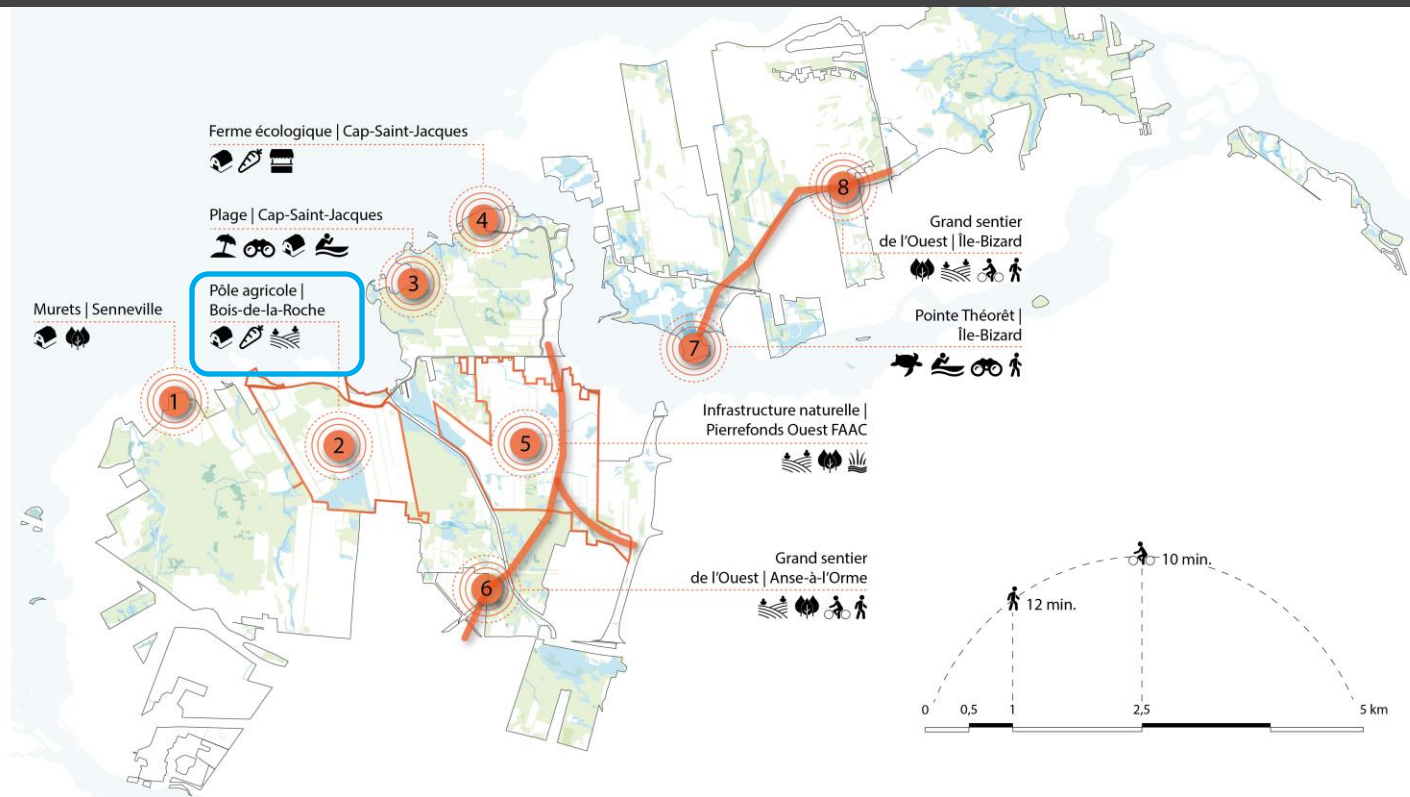 Ferme écologique | Cap-Saint-Jacques
Plage | Cap-Saint-Jacques
Pôle agricole |
Bois-de-la-Roche
Murets | Senneville
1
2
3
4
5
6
7
8
Grand sentier
de l'Ouest | Île-Bizard
Pointe Théorêt |
Île-Bizard
Infrastructure naturelle |
Pierrefonds Ouest FAAC
Grand sentier
de l'Ouest | Anse-à-l'Orme
10 min.
12 min.
0 0,5 1 2,5 5 km